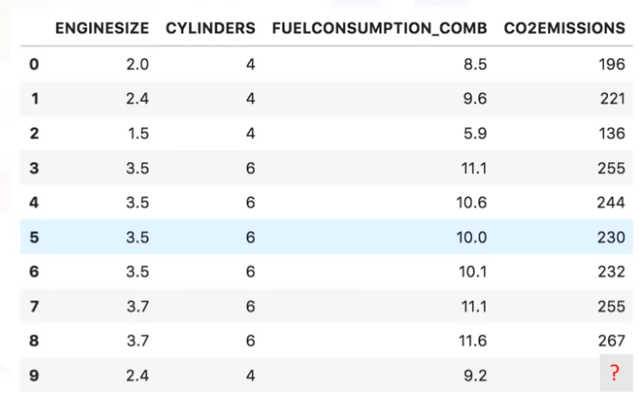 ENGINESIZE CYLINDERS FUELCONSUMPTION_COMB CO2EMISSIONS
0 2.0 4 8.5 196
1 2.4 4 9.6 221
2 1.5 4 5.9 136
3 3.5 6 11.1 255
4 3.5 6 10.6 244
5 3.5 6 10.0 230
6 3.5 6 10.1 232
7 3.7 6 11.1 255
8 3.7 6 11.6 267
9 2.4 4 9.2 ?